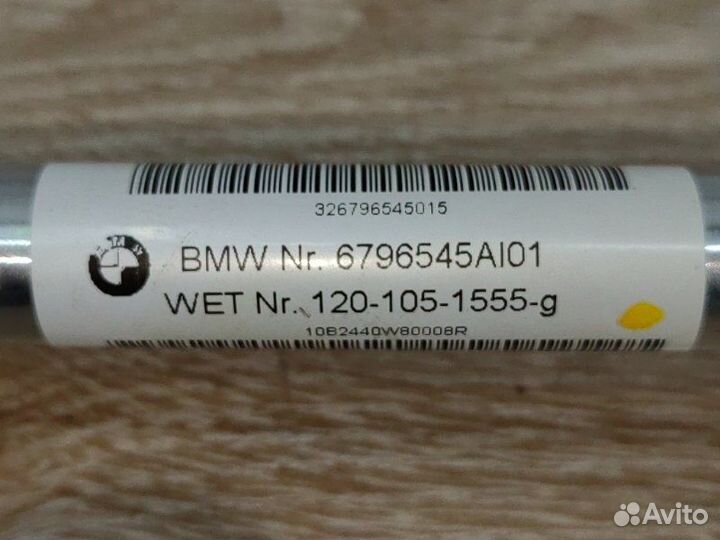 326796545015
BMW Nr. 6796545AI01
WET Nr. 120-105-1555-g
10B2440W80008R
Avito